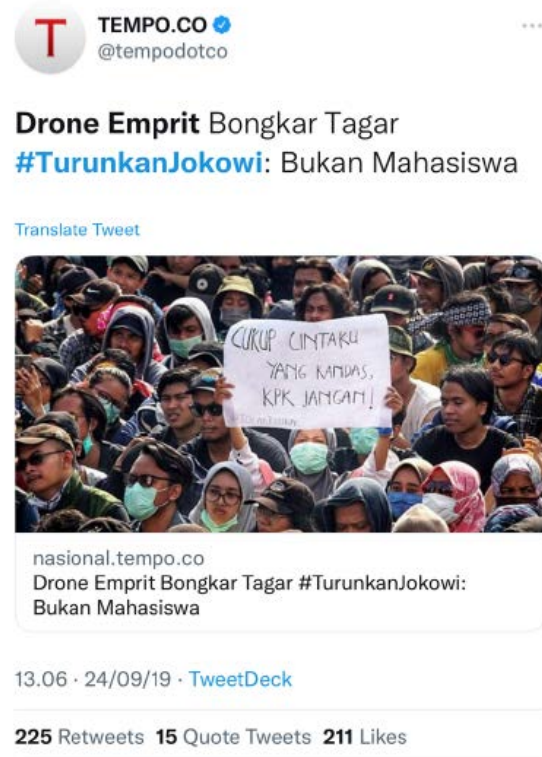 T TEMPO.CO
@tempodotco
Drone Emprit Bongkar Tagar
#TurunkanJokowi: Bukan Mahasiswa
Translate Tweet
CUKUP CINTAKU
YANG KANDAS,
KPK JANGAN!
nasional.tempo.co
Drone Emprit Bongkar Tagar #TurunkanJokowi:
Bukan Mahasiswa
13.06 · 24/09/19 · TweetDeck
225 Retweets 15 Quote Tweets 211 Likes